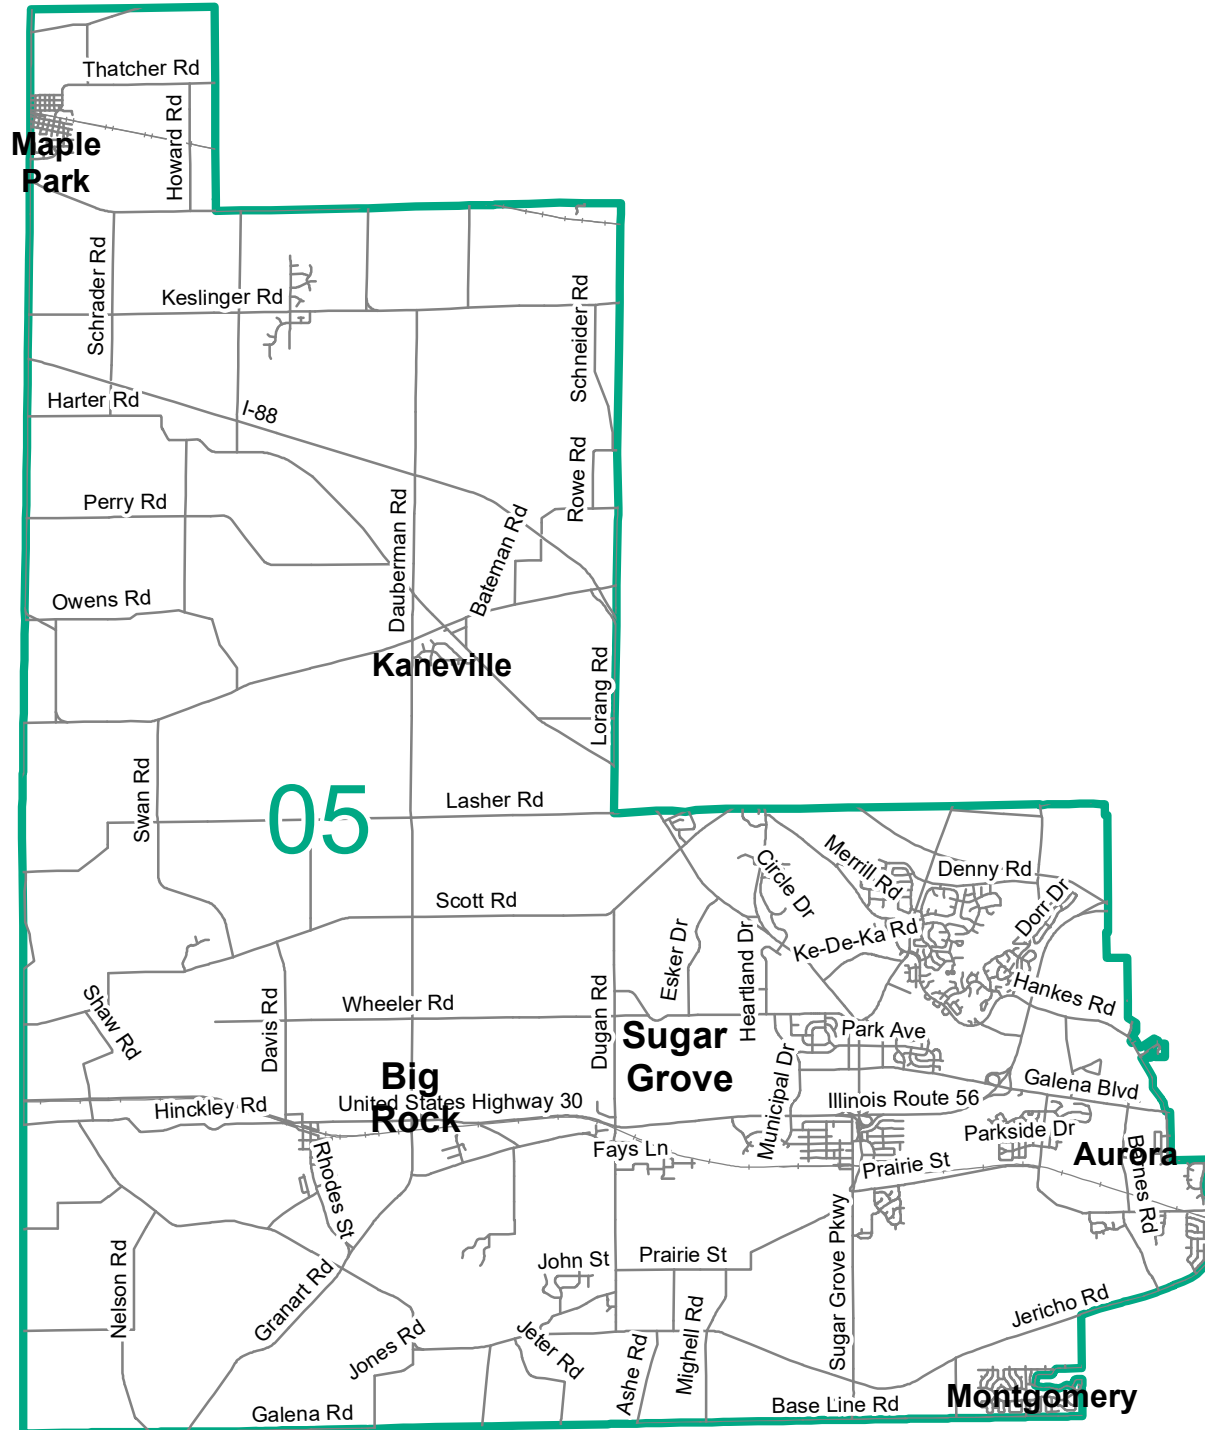 Thatcher Rd
Howard Rd
Maple
Park
Schrader Rd
Keslinger Rd
Schneider Rd
Harter Rd
I-88
Rowe Rd
Perry Rd
Dauberman Rd
Bateman Rd
Owens Rd
Kaneville
Lorang Rd
Swan Rd
05
Lasher Rd
Merrill Rd
Circle Dr
Denny Rd
Scott Rd
Dorr Dr
Ke-De-Ka Rd
Esker Dr
Heartland Dr
Hankes Rd
Shaw Rd
Davis Rd
Wheeler Rd
Dugan Rd
Sugar
Grove
Park Ave
Municipal Dr
Galena Blvd
Big
Rock
Hinckley Rd
United States Highway 30
Illinois Route 56
Parkside Dr
Fays Ln
Prairie St
Aurora
Barnes Rd
Rhodes St
Nelson Rd
Granart Rd
John St
Prairie St
Sugar Grove Pkwy
Jericho Rd
Jones Rd
Jeter Rd
Ashe Rd
Mighell Rd
Montgomery
Galena Rd
Base Line Rd